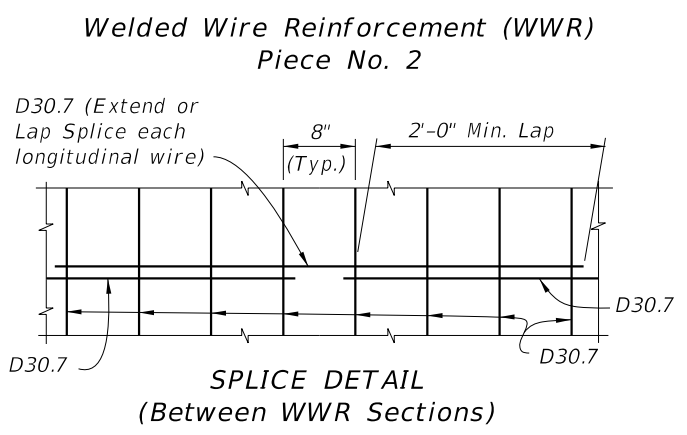 Welded Wire Reinforcement (WWR)
Piece No. 2
D30.7 (Extend or
Lap Splice each
longitudinal wire)
8"
(Typ.)
2'-0" Min. Lap
D30.7
D30.7
D30.7
SPLICE DETAIL
(Between WWR Sections)